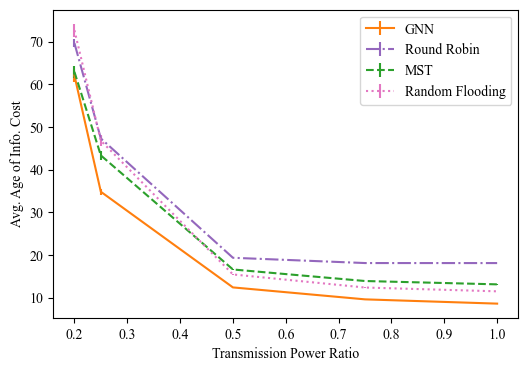 GNN
Round Robin
MST
Random Flooding
Avg. Age of Info. Cost
70
60
50
40
30
20
10
0.2 0.3 0.4 0.5 0.6 0.7 0.8 0.9 1.0
Transmission Power Ratio